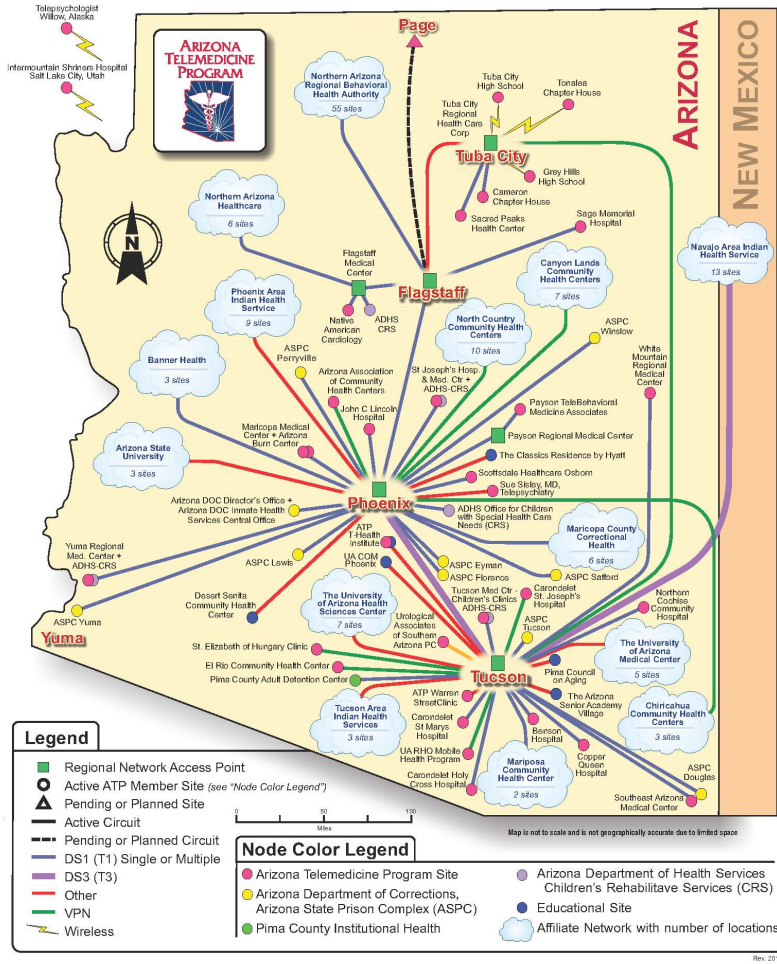 Telepsychologist
Willow, Alaska
Intermountain Shriners Hospital
Salt Lake City, Utah
ARIZONA
TELEMEDICINE
PROGRAM
Page
ARIZONA
NEW MEXICO
Northern Arizona
Regional Behavioral
Health Authority
55 sites
Tuba City
High School
Tonalea
Chapter House
Tuba City
Regional
Health Care
Corp
Tuba City
Grey Hills
High School
Cameron
Chapter House
Sacred Peaks
Health Center
Sage Memorial
Hospital
Northern Arizona
Healthcare
6 sites
N
Flagstaff
Medical
Center
Flagstaff
Native
American
Cardiology
ADHS
CRS
Canyon Lands
Community
Health Centers
7 sites
Navajo Area Indian
Health Service
13 sites
Phoenix Area
Indian Health
Sertvice
9 sites
North Country
Community Health
Centers
10 sites
ASPC
Winslow
White
Mountain
Regional
Medical
Center
Banner Health
3 sites
ASPC
Perryville
Arizona Association
of Community
Health Centers
John C Lincoln
Hospital
St Joseph's Hosp.
& Med. Ctr +
ADHS-CRS
Payson TeleBehavioral
Medicine Associates
Payson Regional Medical Center
Maricopa Medical
Center + Arizona
Burn Center
The Classics Residence by Hyatt
Scottsdale Healthcare Osborn
Sue Sisley, MD,
Telepsychiatry
Arizona State
University
3 sites
Phoenix
Arizona DOC Director's Office +
Arizona DOC Inmate Health
Services Central Office
ADHS Office for Children
with Special Health Care
Needs (CRS)
Maricopa County
Correctional
Health
6 sites
Yuma Regional
Med. Center +
ADHS-CRS
ASPC Lewis
ATP
T-Health
Institute
UA COM
Phoenix
ASPC Eyman
ASPC Florence
ASPC Safford
ASPC Yuma
Yuma
Desert Senita
Community Health
Center
The University
of Arizona Health
Sciences Center
7 sites
Urological
Associates
of Southern
Arizona PC
Tucson Med Ctr -
Children's Clinics
ADHS-CRS
Carondelet
St. Joseph's
Hospital
ASPC
Tucson
Northern
Cochise
Community
Hospital
St. Elizabeth of Hungary Clinic
El Rio Community Health Center
Pima County Adult Detention Center
Tucson
Pima Council
on Aging
The University
of Arizona
Medical Center
5 sites
The Arizona
Senior Academy
Village
Tucson Area
Indian Health
Services
3 sites
ATP Warren
StreetClinic
Carondelet
St Marys
Hospital
UA RHO Mobile
Health Program
Carondelet Holy
Cross Hospital
Mariposa
Community
Health Center
2 sites
Benson
Hospital
Copper
Queen
Hospital
Chiricahua
Community Health
Centers
3 sites
ASPC
Douglas
Southeast Arizona
Medical Center
Legend
Regional Network Access Point
Active ATP Member Site (see "Node Color Legend")
Pending or Planned Site
Active Circuit
Pending or Planned Circuit
DS1 (T1) Single or Multiple
DS3 (T3)
Other
VPN
Wireless
0 50 100
Miles
Map is not to scale and is not geographically accurate due to limited space
Node Color Legend
Arizona Telemedicine Program Site
Arizona Department of Corrections,
Arizona State Prison Complex (ASPC)
Pima County Institutional Health
Arizona Department of Health Services
Children's Rehabilitave Services (CRS)
Educational Site
Affiliate Network with number of locations
Rev. 201